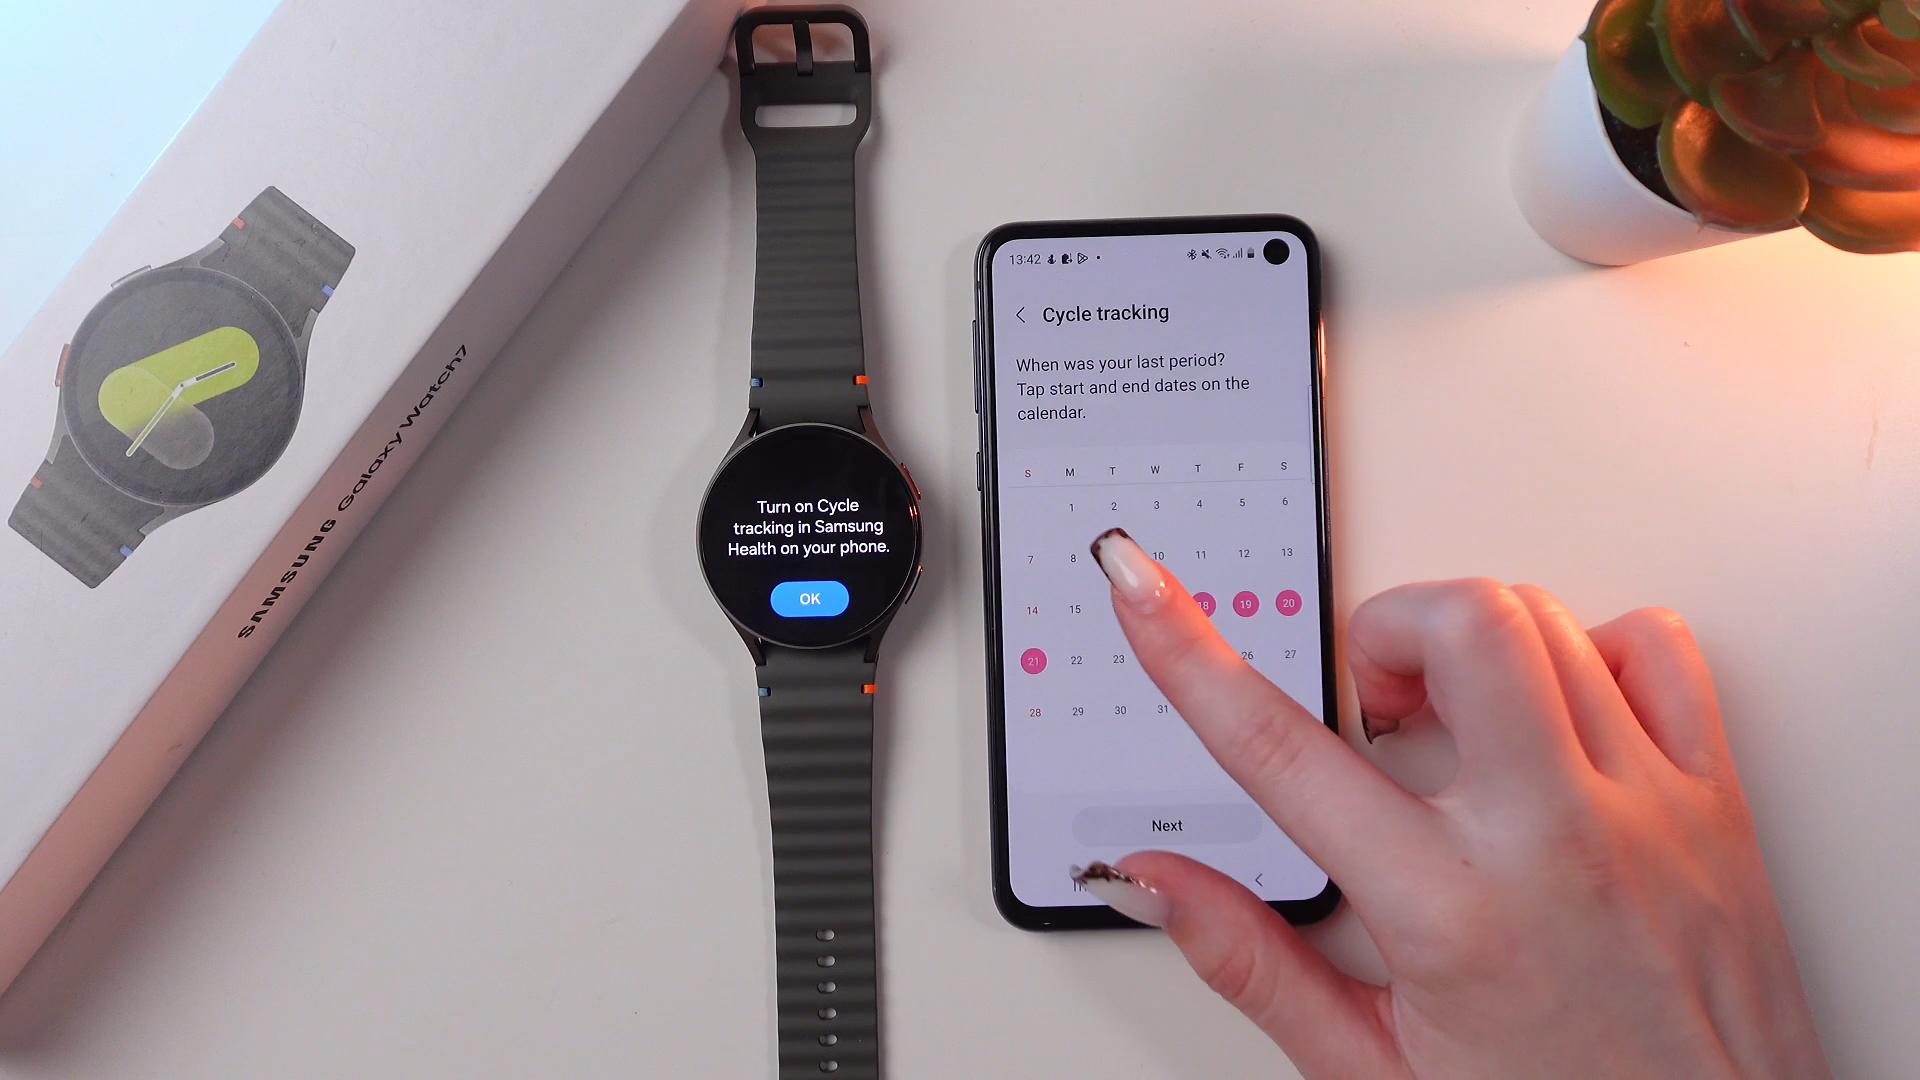 SAMSUNG Galaxy Watch7
Turn on Cycle
tracking in Samsung
Health on your phone.
OK
13:42
Cycle tracking
When was your last period?
Tap start and end dates on the
calendar.
S M T W T F S
1 2 3 4 5 6
7 8 10 11 12 13
14 15 18 19 20
21 22 23 26 27
28 29 30 31
Next